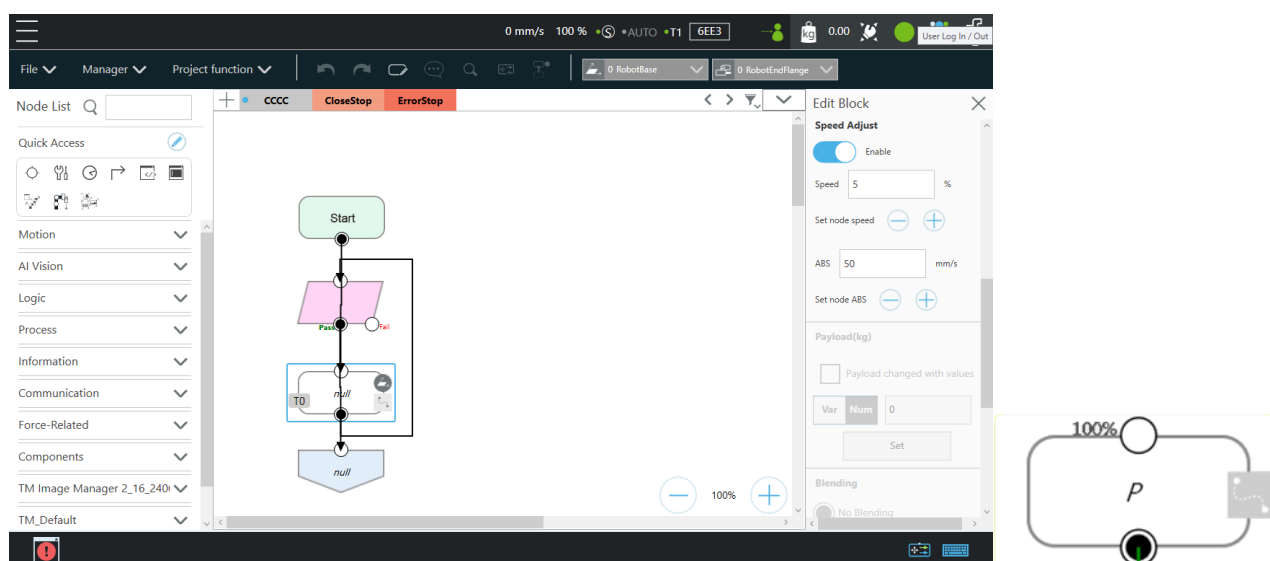 0 mm/s 100 % S AUTO T1 6EE3 kg 0.00
User Log In / Out
File Manager Project function 0 RobotBase 0 RobotEndFlange
Node List
CCCC CloseStop ErrorStop
Edit Block
Speed Adjust
Quick Access
Enable
Speed 5 %
Set node speed
Start
Motion
AI Vision
ABS 50 mm/s
Logic
Set node ABS
Process
Pass Fail
Payload(kg)
Information
Payload changed with values
Communication
null
T0
Var Num 0
Force-Related
Set
Components
null
TM Image Manager 2_16_240
Blending
100%
No Blending
TM_Default
100%
P